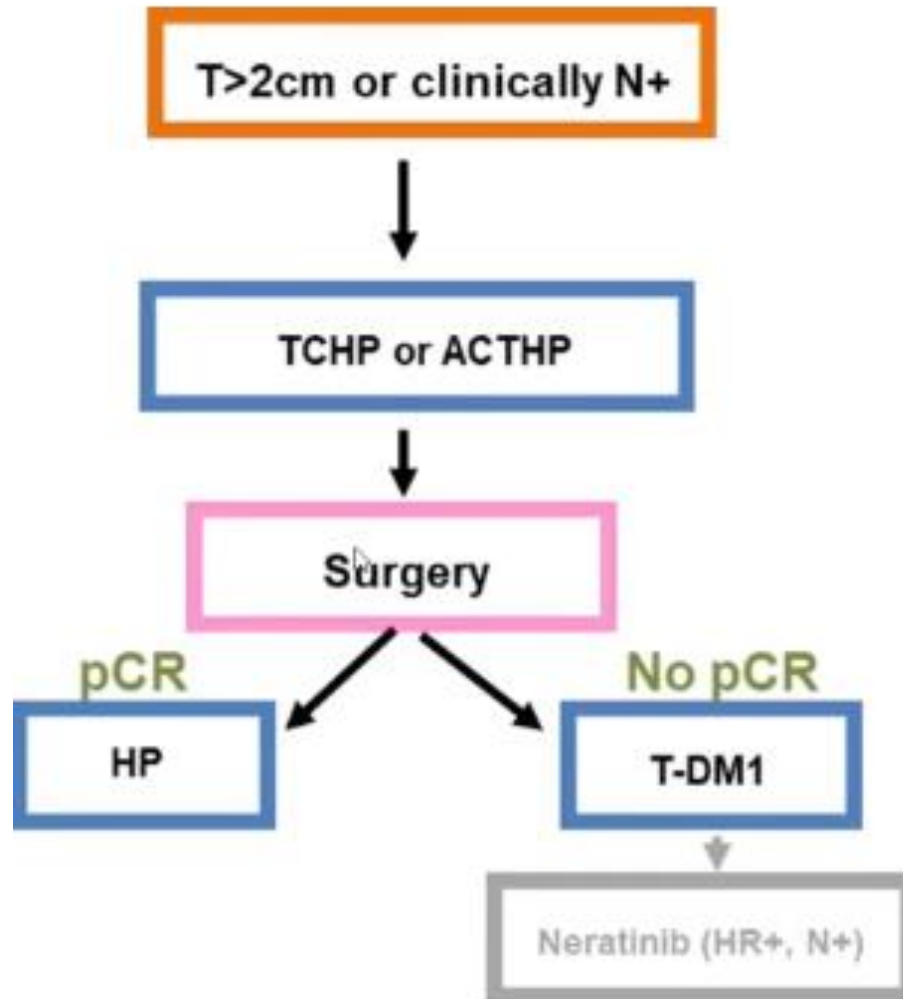 T>2cm or clinically N+
TCHP or ACTHP
Surgery
pCR
No pCR
HP
T-DM1
Neratinib (HR+, N+)